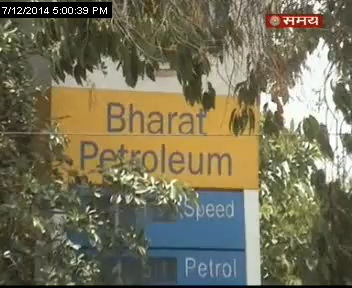 7/12/2014 5:00:39 PM
समय
Bharat
Petroleum
Speed
Petrol